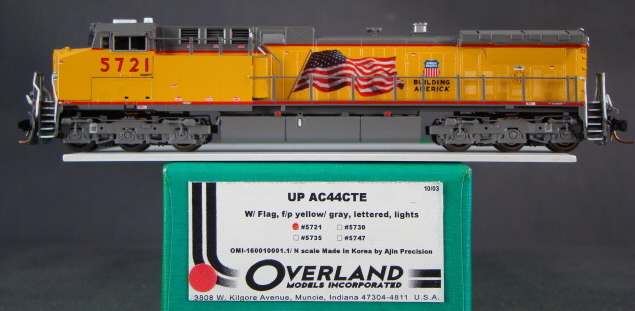 5721
BUILDING
AMERICA
10/03
UP AC44CTE
W/ Flag, f/p yellow/ gray, lettered, lights
#5721 #5730
#5735 #5747
OMI-160010001.1/ N scale Made In Korea by Ajin Precision
OVERLAND
MODELS INCORPORATED
3808 W. Kilgore Avenue, Muncie, Indiana 47304-4811 U.S.A.